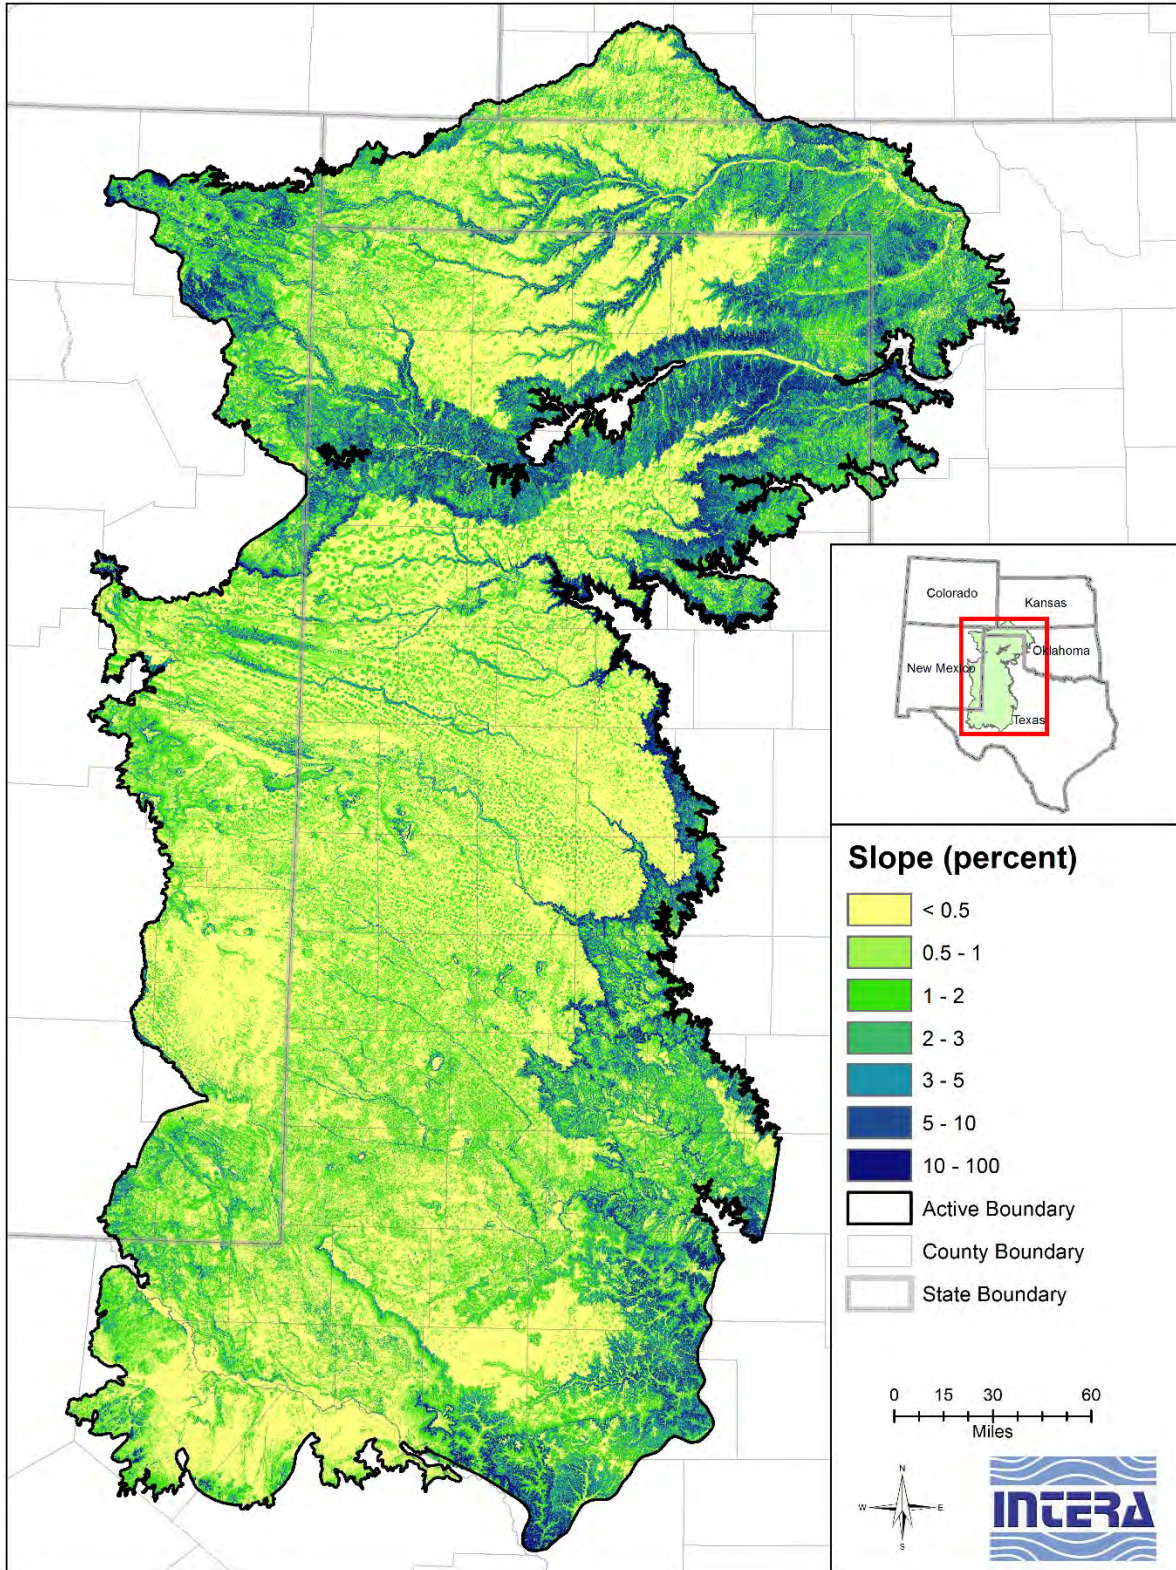 Colorado
Kansas
New Mexico
Oklahoma
Texas
Slope (percent)
< 0.5
0.5 - 1
1 - 2
2 - 3
3 - 5
5 - 10
10 - 100
Active Boundary
County Boundary
State Boundary
0 15 30 60
Miles
N
W E
S
INTERA